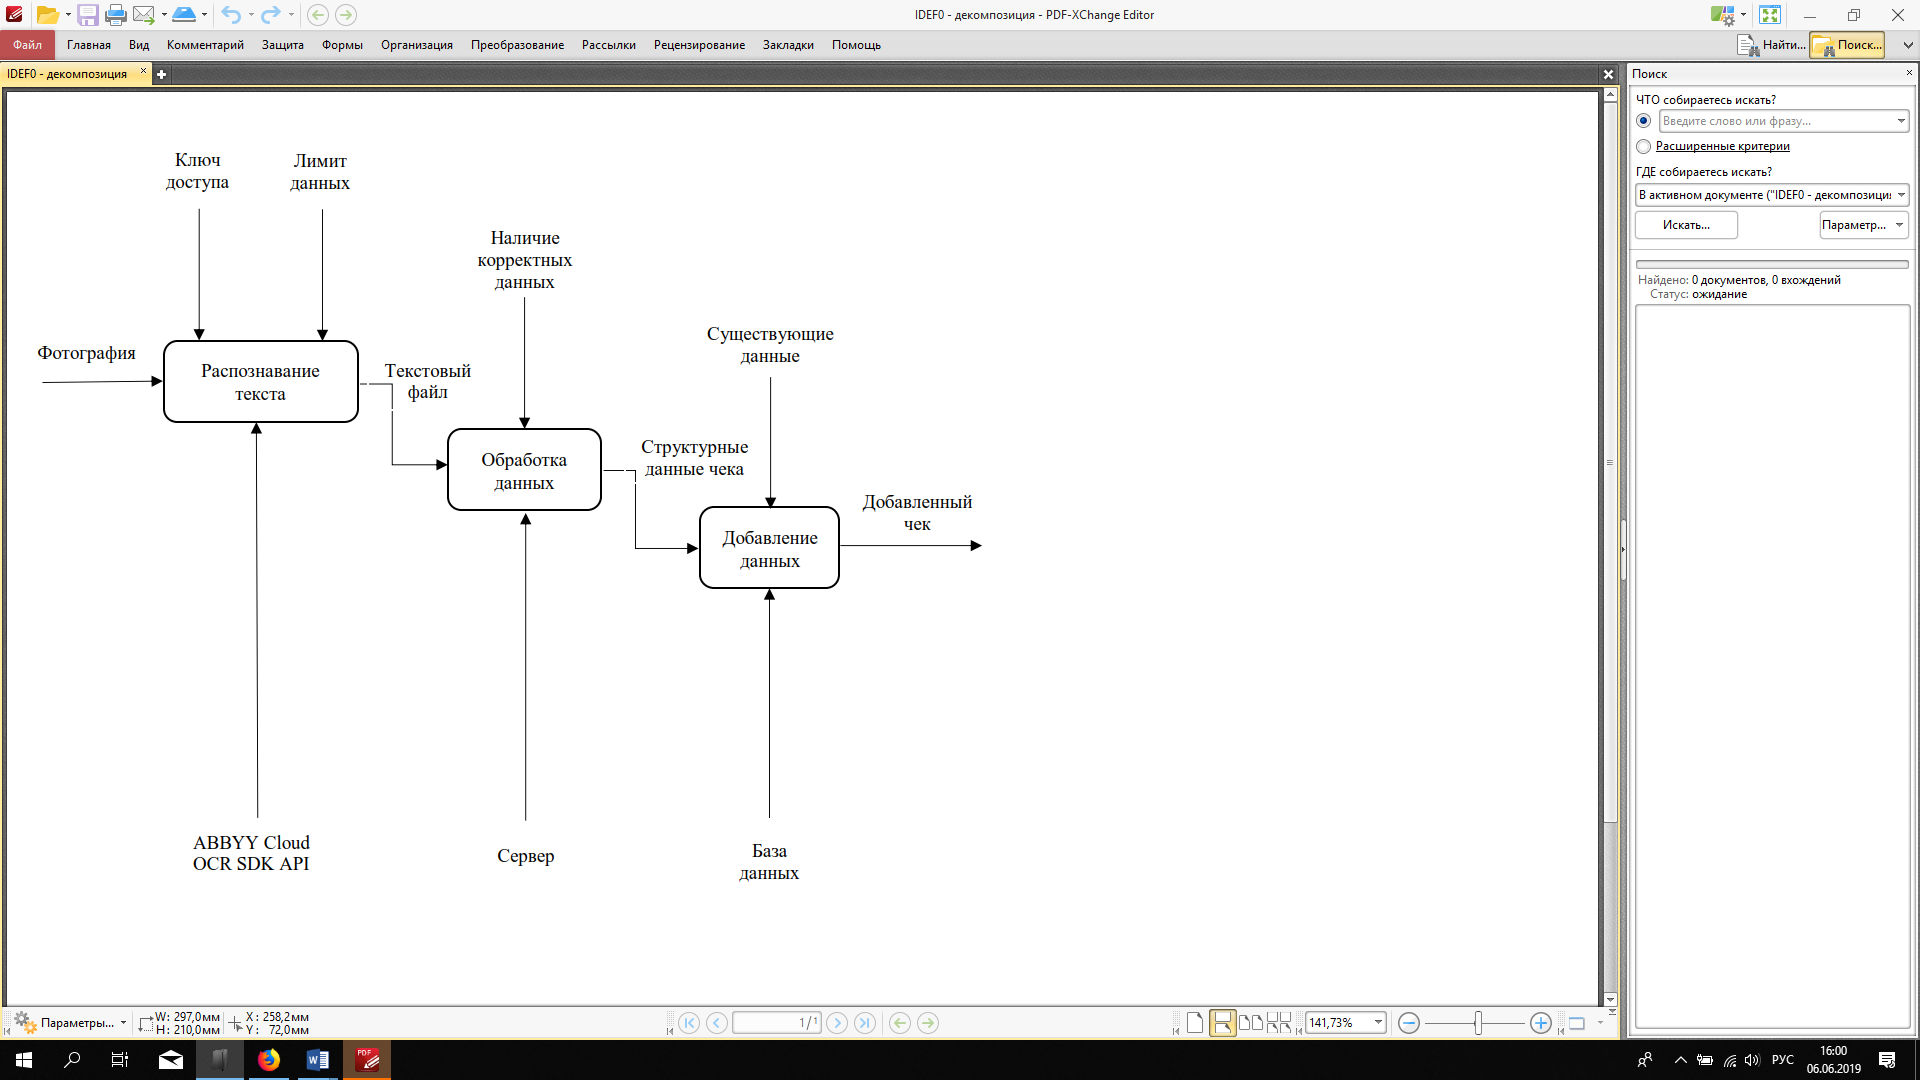 IDEF0 - декомпозиция - PDF-XChange Editor
Файл Главная Вид Комментарий Защита Формы Организация Преобразование Рассылки Рецензирование Закладки Помощь
Найти... Поиск...
IDEF0 - декомпозиция
Ключ
доступа
Лимит
данных
Наличие
корректных
данных
Существующие
данные
Фотография
Распознавание
текста
Текстовый
файл
Обработка
данных
Структурные
данные чека
Добавление
данных
Добавленный
чек
ABBYY Cloud
OCR SDK API
Сервер
База
данных
Поиск
ЧТО собираетесь искать?
Введите слово или фразу...
Расширенные критерии
ГДЕ собираетесь искать?
В активном документе ("IDEF0 - декомпозици
Искать...
Параметр...
Найдено: 0 документов, 0 вхождений
Статус: ожидание
Параметры...
W: 297,0мм
H: 210,0мм
X: 258,2мм
Y: 72,0мм
1/1
141,73%
PDF
РУС
16:00
06.06.2019